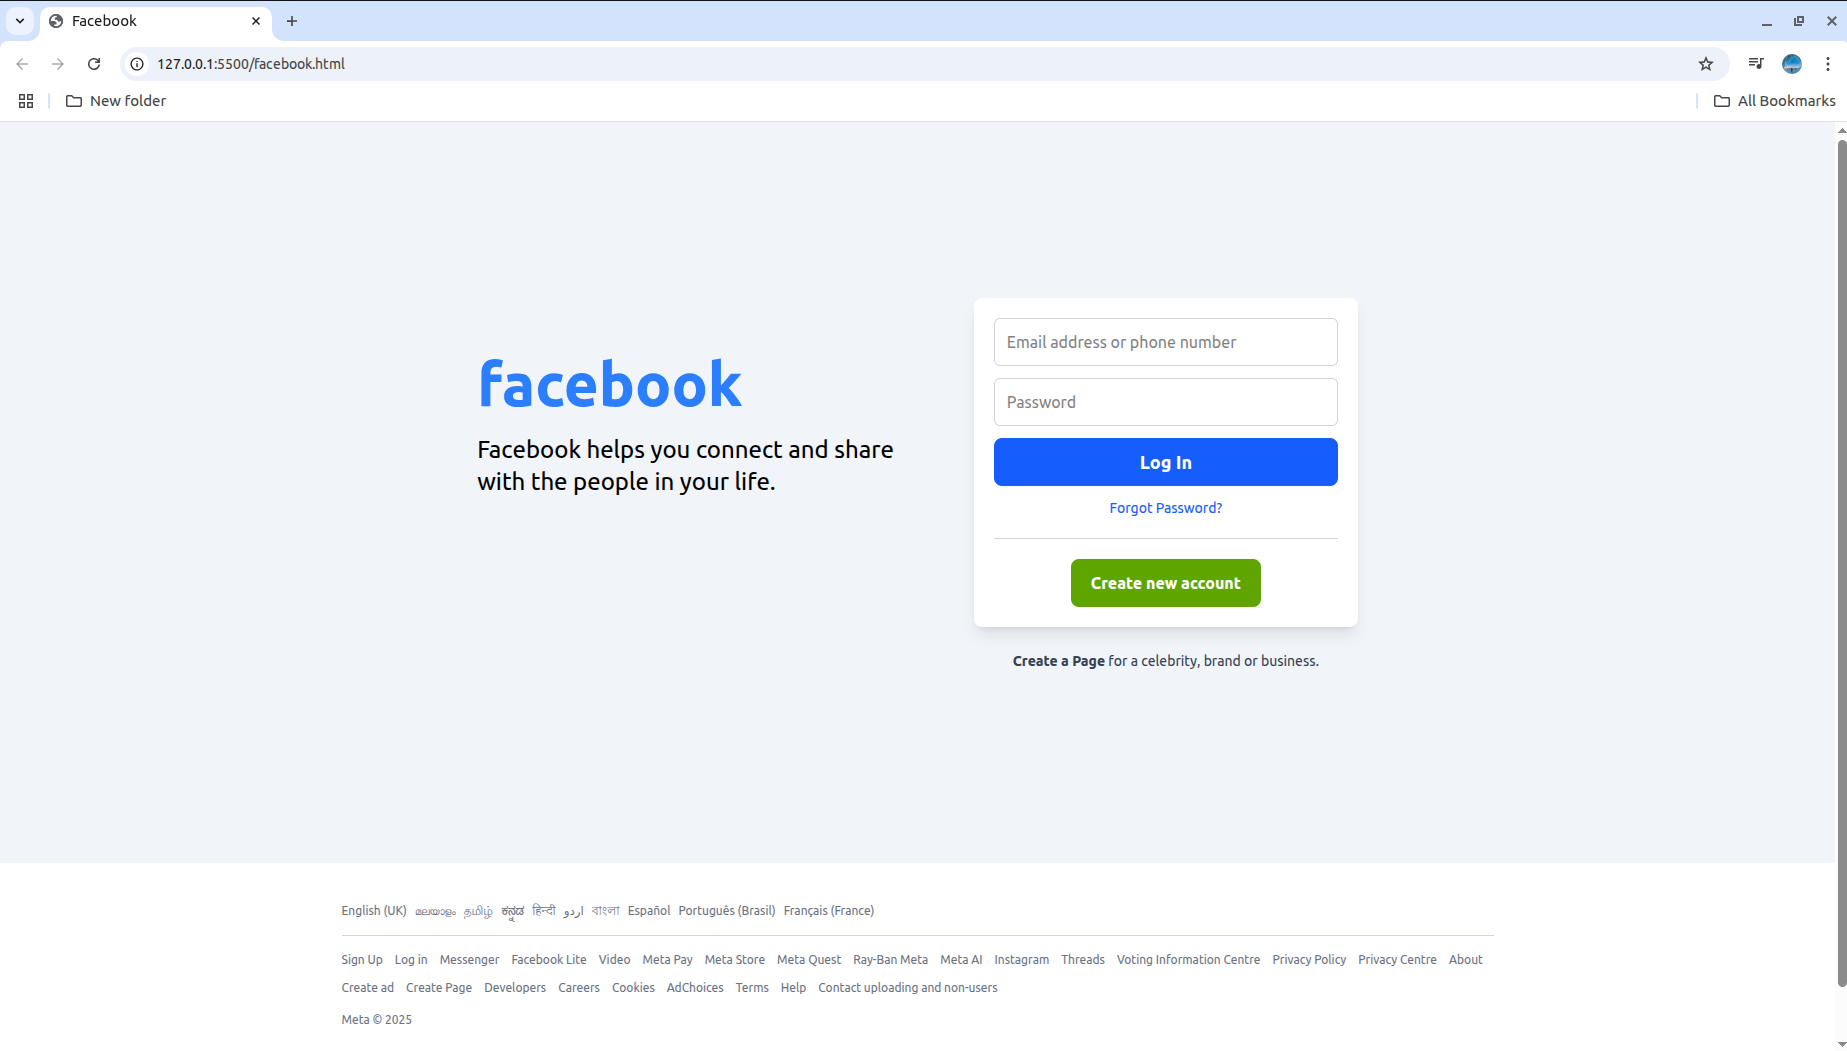 Facebook
127.0.0.1:5500/facebook.html
New folder
All Bookmarks
facebook
Facebook helps you connect and share
with the people in your life.
Email address or phone number
Password
Log In
Forgot Password?
Create new account
Create a Page for a celebrity, brand or business.
English (UK) മലയാളം தமிழ் ಕನ್ನಡ हिन्दी اردو বাংলা Español Português (Brasil) Français (France)
Sign Up Log in Messenger Facebook Lite Video Meta Pay Meta Store Meta Quest Ray-Ban Meta Meta AI Instagram Threads Voting Information Centre Privacy Policy Privacy Centre About
Create ad Create Page Developers Careers Cookies AdChoices Terms Help Contact uploading and non-users
Meta © 2025